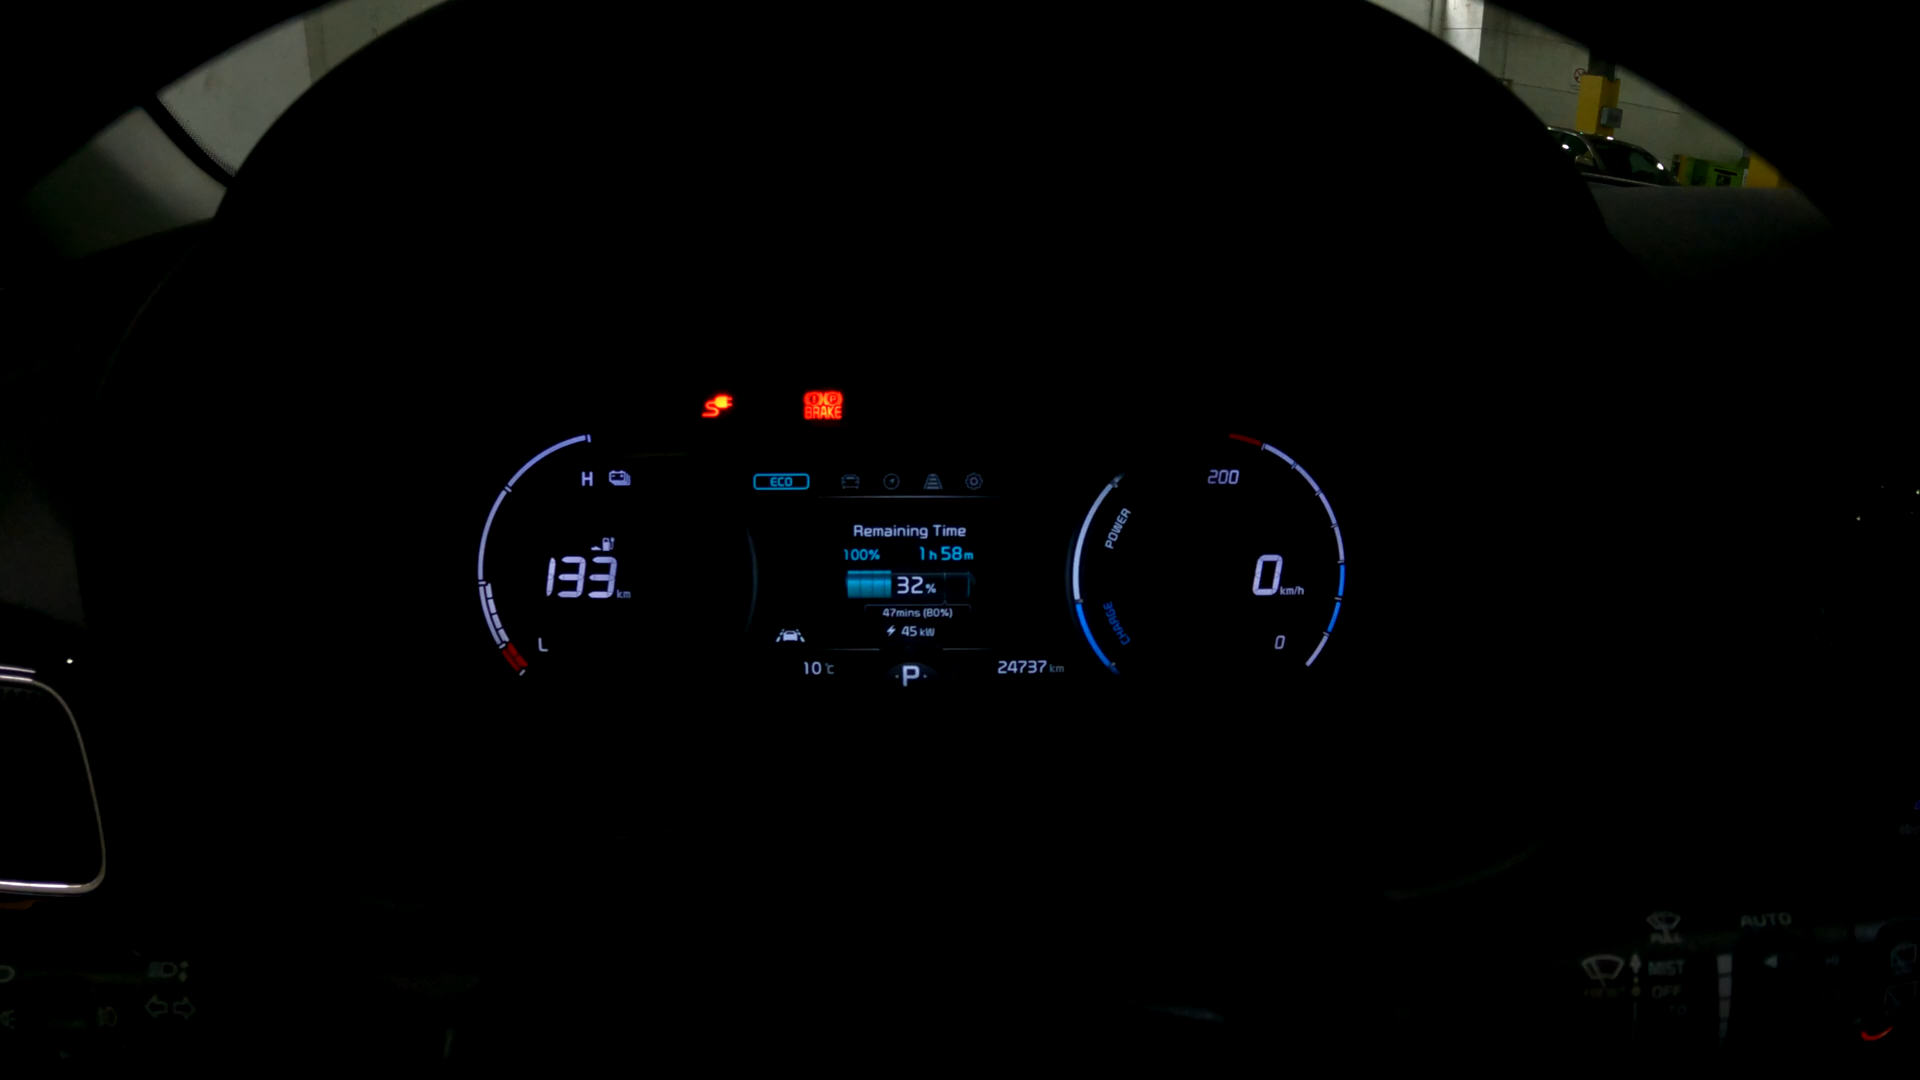 BRAKE
H
ECO
200
POWER
Remaining Time
100% 1h 58m
133 km
32%
0 km/h
47mins (80%)
CHARGE
45 kW
L
0
10°C
P
24737 km
AUTO
MIST
OFF